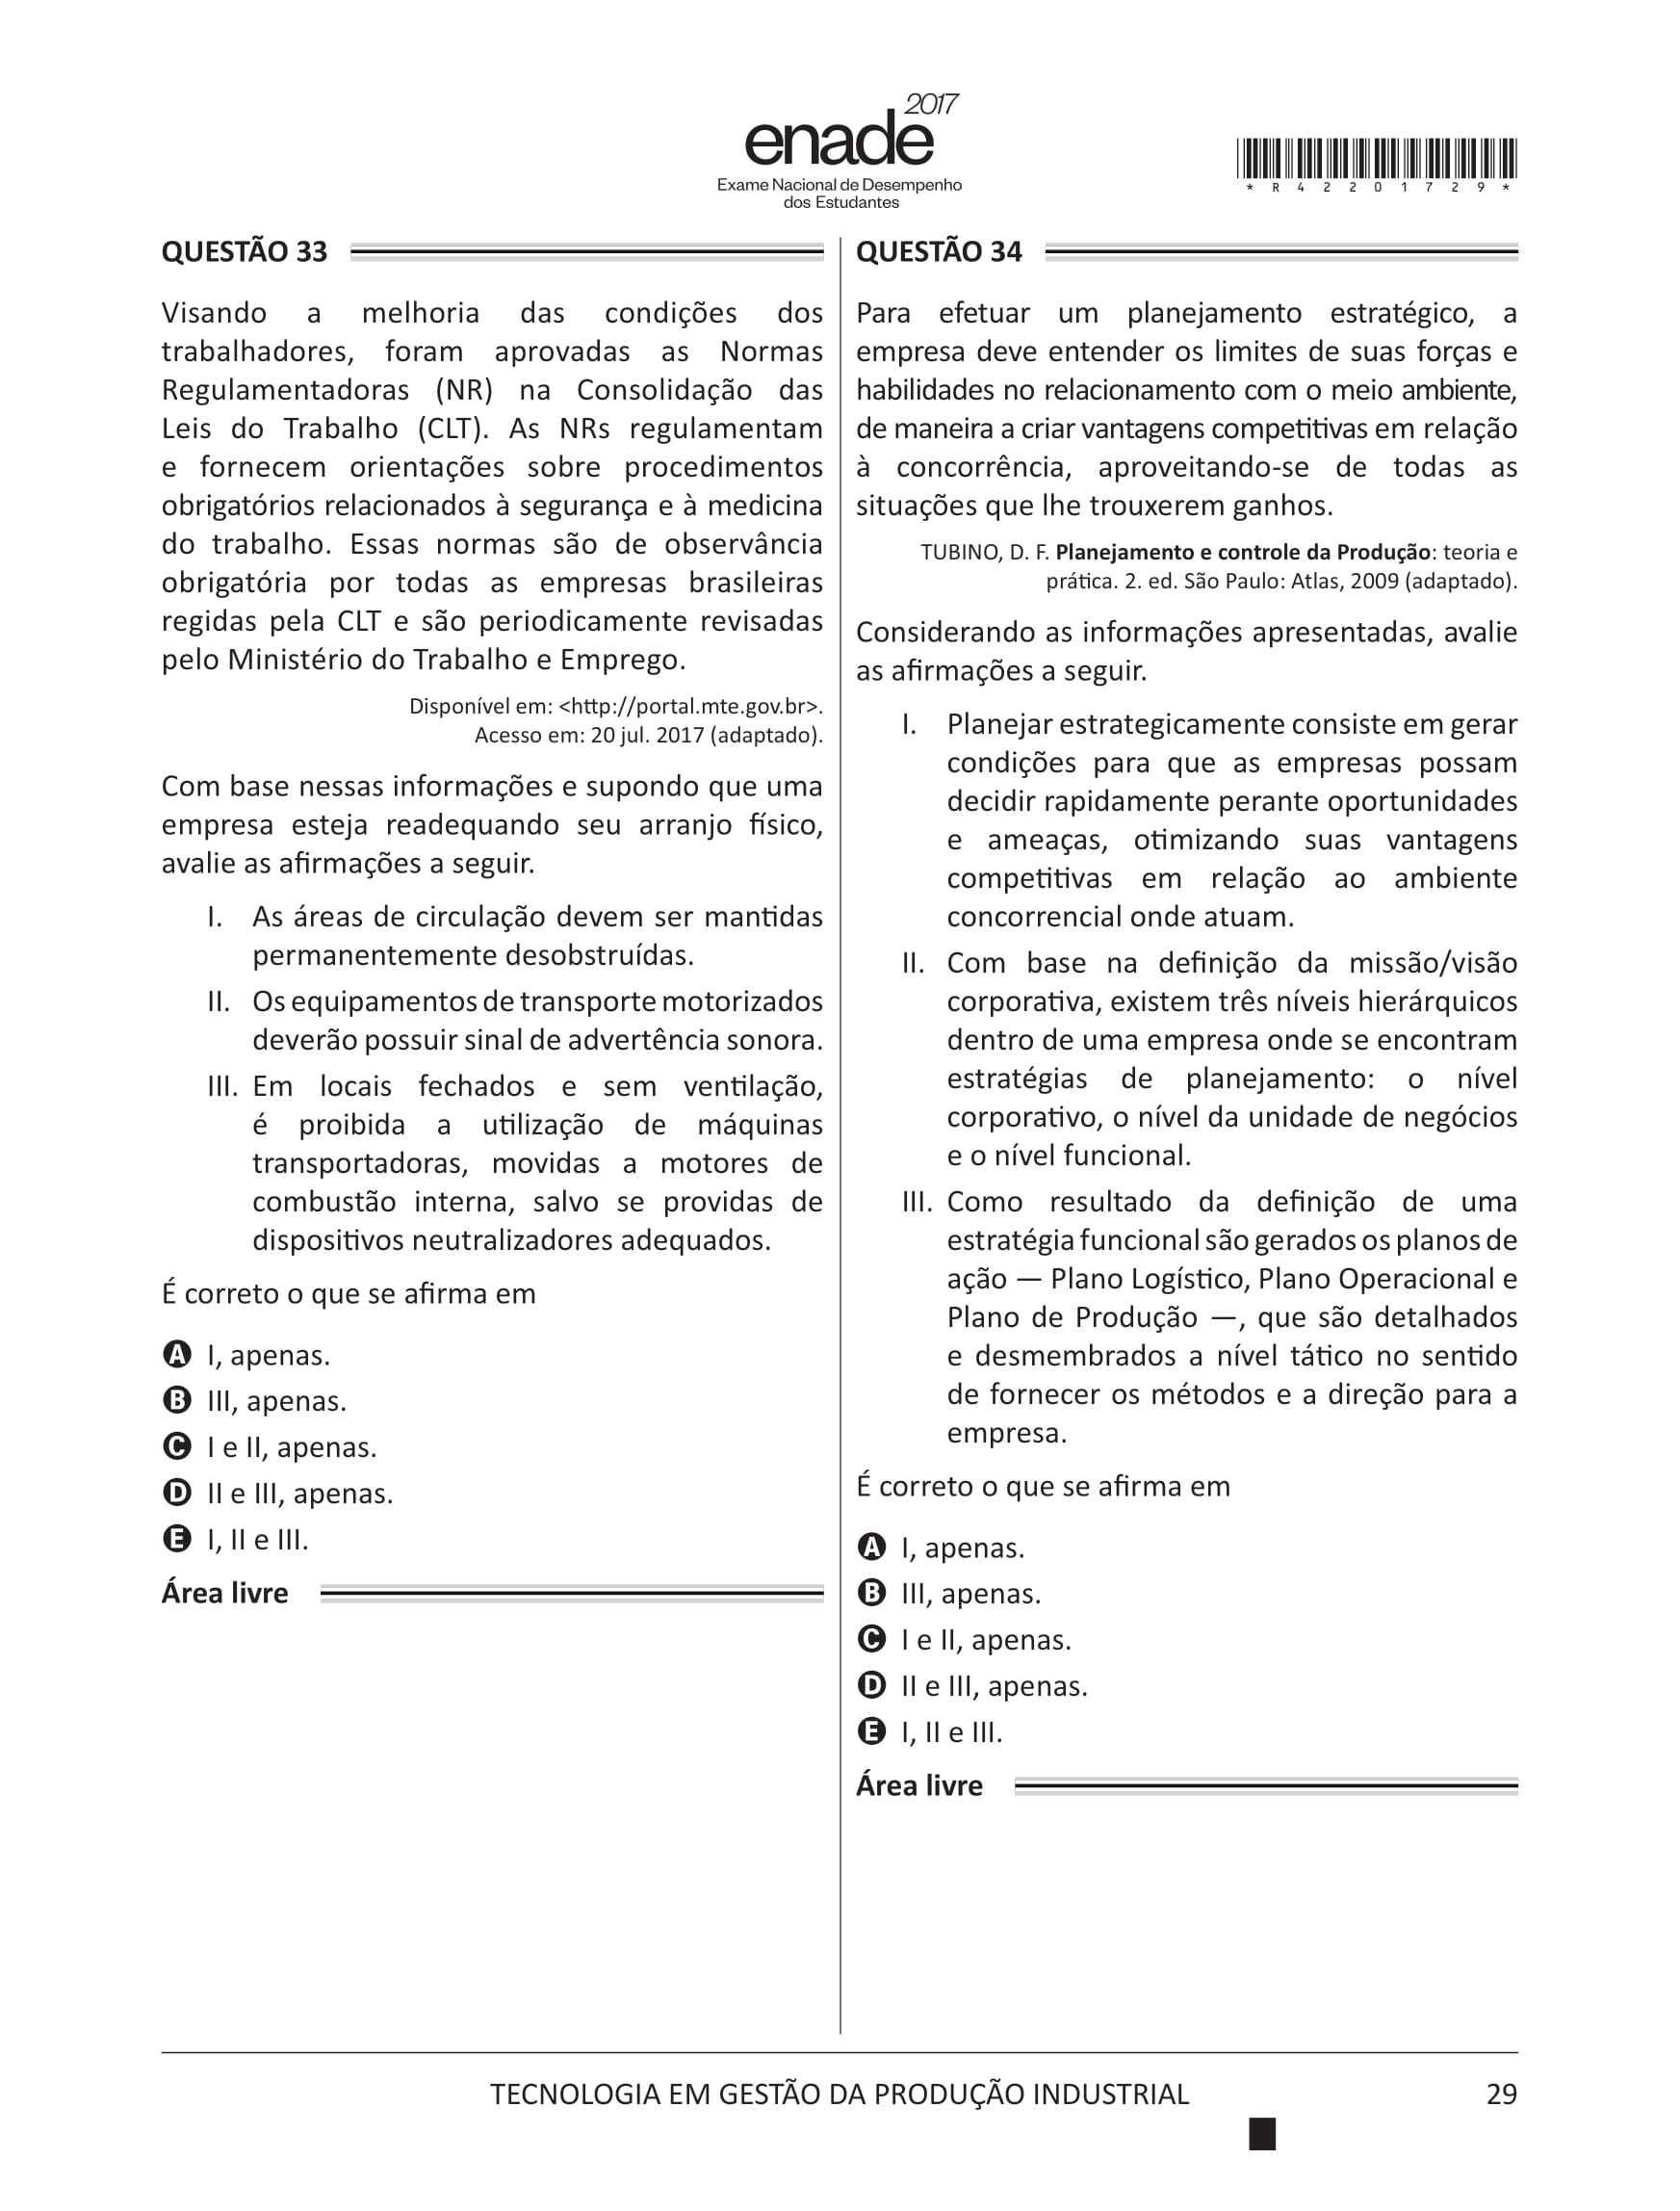 enade 2017
Exame Nacional de Desempenho
dos Estudantes
* R 4 2 2 0 1 7 2 9 *
QUESTÃO 33
Visando a melhoria das condições dos
trabalhadores, foram aprovadas as Normas
Regulamentadoras (NR) na Consolidação das
Leis do Trabalho (CLT). As NRs regulamentam
e fornecem orientações sobre procedimentos
obrigatórios relacionados à segurança e à medicina
do trabalho. Essas normas são de observância
obrigatória por todas as empresas brasileiras
regidas pela CLT e são periodicamente revisadas
pelo Ministério do Trabalho e Emprego.
Disponível em: <http://portal.mte.gov.br>.
Acesso em: 20 jul. 2017 (adaptado).
Com base nessas informações e supondo que uma
empresa esteja readequando seu arranjo físico,
avalie as afirmações a seguir.
I. As áreas de circulação devem ser mantidas
permanentemente desobstruídas.
II. Os equipamentos de transporte motorizados
deverão possuir sinal de advertência sonora.
III. Em locais fechados e sem ventilação,
é proibida a utilização de máquinas
transportadoras, movidas a motores de
combustão interna, salvo se providas de
dispositivos neutralizadores adequados.
É correto o que se afirma em
A I, apenas.
B III, apenas.
C I e II, apenas.
D II e III, apenas.
E I, II e III.
Área livre
QUESTÃO 34
Para efetuar um planejamento estratégico, a
empresa deve entender os limites de suas forças e
habilidades no relacionamento com o meio ambiente,
de maneira a criar vantagens competitivas em relação
à concorrência, aproveitando-se de todas as
situações que lhe trouxerem ganhos.
TUBINO, D. F. Planejamento e controle da Produção: teoria e
prática. 2. ed. São Paulo: Atlas, 2009 (adaptado).
Considerando as informações apresentadas, avalie
as afirmações a seguir.
I. Planejar estrategicamente consiste em gerar
condições para que as empresas possam
decidir rapidamente perante oportunidades
e ameaças, otimizando suas vantagens
competitivas em relação ao ambiente
concorrencial onde atuam.
II. Com base na definição da missão/visão
corporativa, existem três níveis hierárquicos
dentro de uma empresa onde se encontram
estratégias de planejamento: o nível
corporativo, o nível da unidade de negócios
e o nível funcional.
III. Como resultado da definição de uma
estratégia funcional são gerados os planos de
ação — Plano Logístico, Plano Operacional e
Plano de Produção —, que são detalhados
e desmembrados a nível tático no sentido
de fornecer os métodos e a direção para a
empresa.
É correto o que se afirma em
A I, apenas.
B III, apenas.
C I e II, apenas.
D II e III, apenas.
E I, II e III.
Área livre
TECNOLOGIA EM GESTÃO DA PRODUÇÃO INDUSTRIAL
29